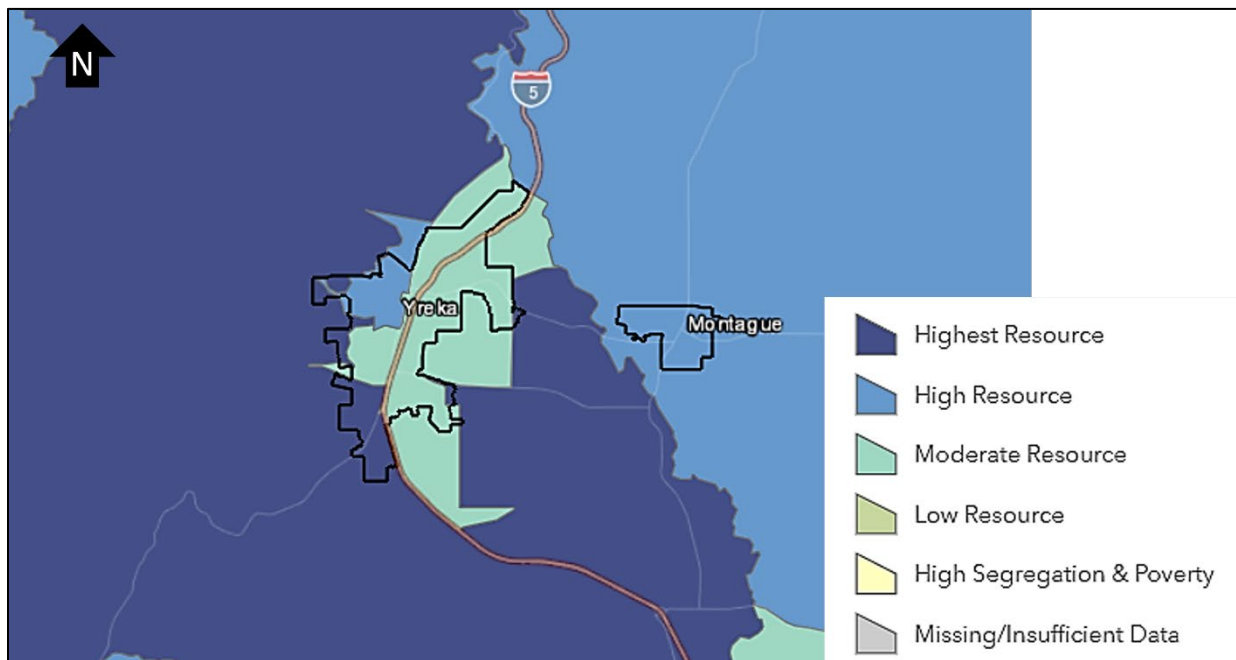 N
5
Yreka
Montague
Highest Resource
High Resource
Moderate Resource
Low Resource
High Segregation & Poverty
Missing/Insufficient Data